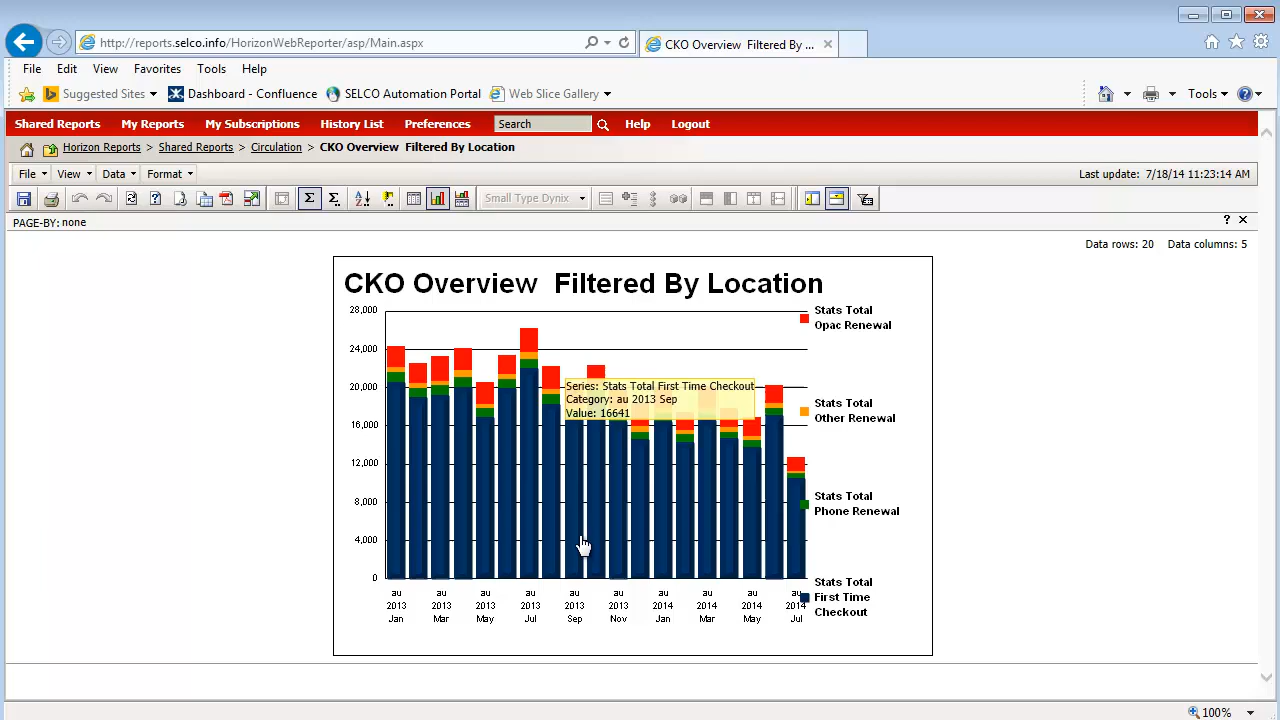 http://reports.selco.info/HorizonWebReporter/asp/Main.aspx
CKO Overview Filtered By ...
File Edit View Favorites Tools Help
Suggested Sites Dashboard - Confluence SELCO Automation Portal Web Slice Gallery Tools
Shared Reports My Reports My Subscriptions History List Preferences Search Help Logout
Horizon Reports > Shared Reports > Circulation > CKO Overview Filtered By Location
File View Data Format Last update: 7/18/14 11:23:14 AM
Small Type Dynix
PAGE-BY: none
Data rows: 20 Data columns: 5
CKO Overview Filtered By Location
28,000
24,000
20,000
16,000
12,000
8,000
4,000
0
Series: Stats Total First Time Checkout
Category: au 2013 Sep
Value: 16641
au 2013 Jan
au 2013 Mar
au 2013 May
au 2013 Jul
au 2013 Sep
au 2013 Nov
au 2014 Jan
au 2014 Mar
au 2014 May
au 2014 Jul
Stats Total
Opac Renewal
Stats Total
Other Renewal
Stats Total
Phone Renewal
Stats Total
First Time
Checkout
100%